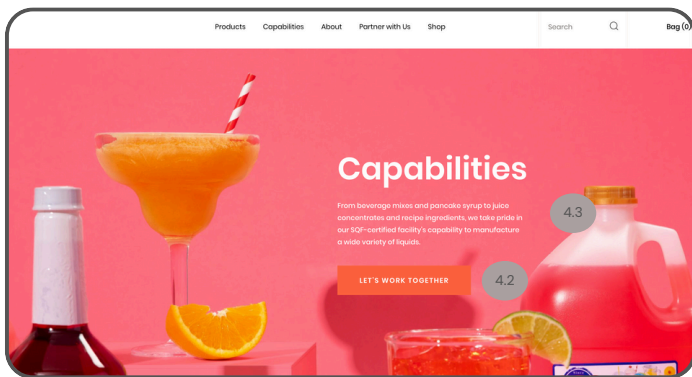 Products Capabilities About Partner with Us Shop Search Bag (0)
Capabilities
From beverage mixes and pancake syrup to juice
concentrates and recipe ingredients, we take pride in
our SQF-certified facility's capability to manufacture
a wide variety of liquids.
4.3
LET'S WORK TOGETHER
4.2